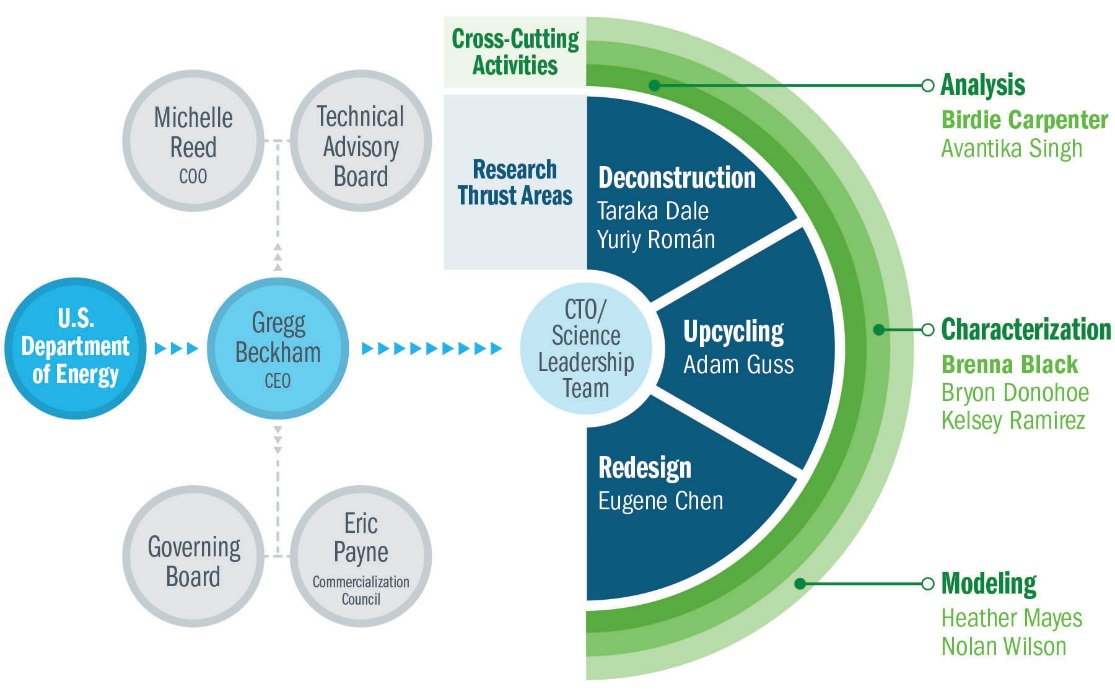 Cross-Cutting
Activities
Research
Thrust Areas
Michelle
Reed
COO
Technical
Advisory
Board
U.S.
Department
of Energy
Gregg
Beckham
CEO
Governing
Board
Eric
Payne
Commercialization
Council
CTO/
Science
Leadership
Team
Deconstruction
Taraka Dale
Yuriy Román
Upcycling
Adam Guss
Redesign
Eugene Chen
Analysis
Birdie Carpenter
Avantika Singh
Characterization
Brenna Black
Bryon Donohoe
Kelsey Ramirez
Modeling
Heather Mayes
Nolan Wilson